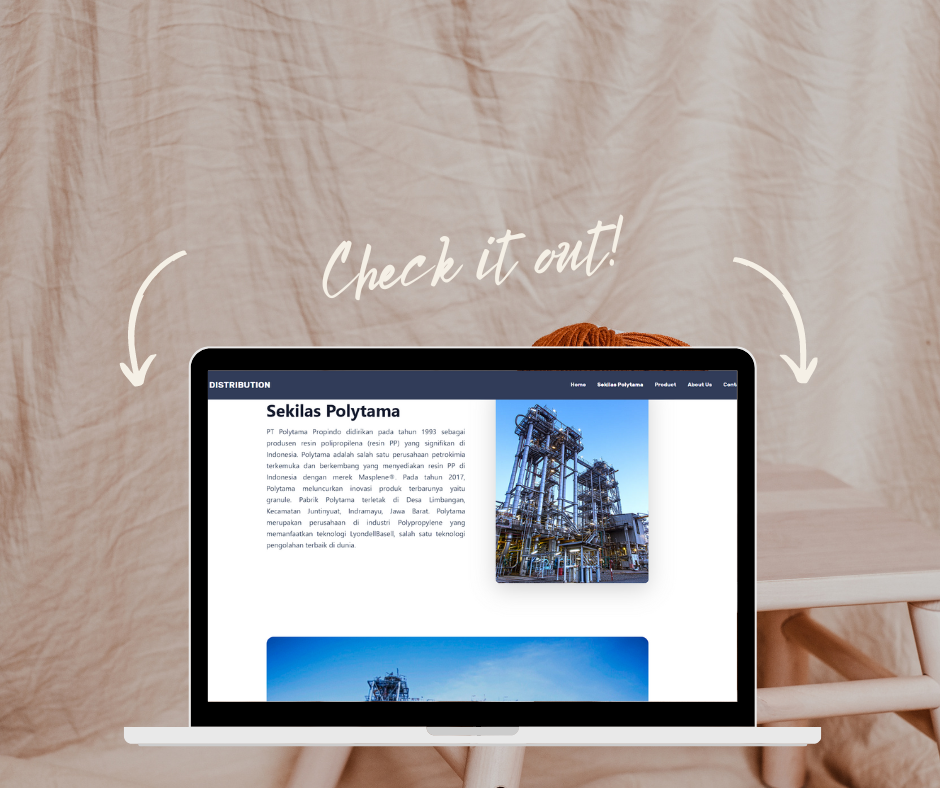 Check it out!
DISTRIBUTION
Home Sekilas Polytama Product About Us
Sekilas Polytama
PT Polytama Propindo didirikan pada tahun 1993 sebagai
produsen resin polipropilena (resin PP) yang signifikan di
Indonesia. Polytama adalah salah satu perusahaan petrokimia
terkemuka dan berkembang yang menyediakan resin PP di
Indonesia dengan merek Masplene®. Pada tahun 2017,
Polytama meluncurkan inovasi produk terbarunya yaitu
granule. Pabrik Polytama terletak di Desa Limbangan,
Kecamatan Juntinyuat, Indramayu, Jawa Barat. Polytama
merupakan perusahaan di industri Polypropylene yang
memanfaatkan teknologi LyondellBasell, salah satu teknologi
pengolahan terbaik di dunia.